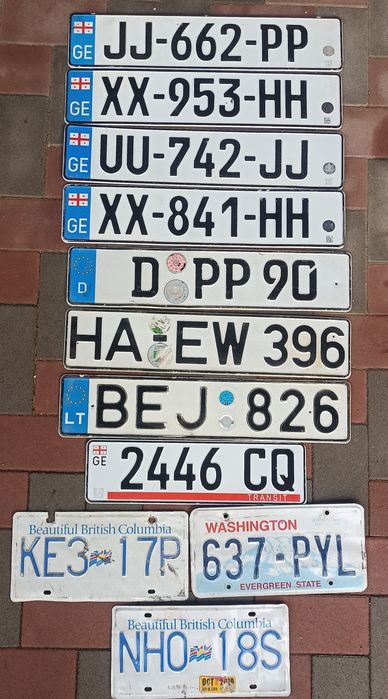 GE JJ-662-PP
GE XX-953-HH
GE UU-742-JJ
GE XX-841-HH
D D PP 90
HA EW 396
LT BEJ 826
GE 2446 CQ
TRANSIT
Beautiful British Columbia
KE3 17P
WASHINGTON
637-PYL
EVERGREEN STATE
Beautiful British Columbia
NH0 18S
OCT